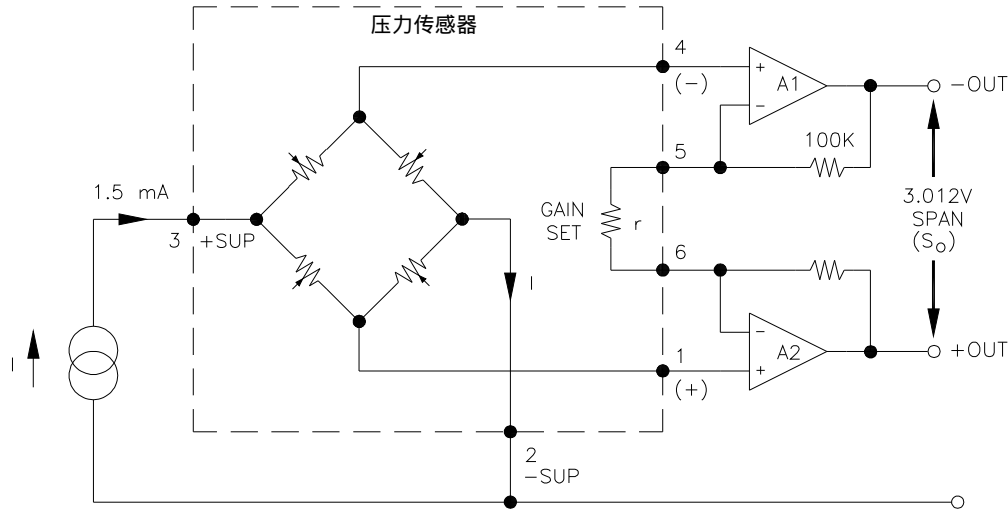 压力传感器
4
(−)
A1
+
−
−OUT
100K
5
1.5 mA
3
+SUP
GAIN
SET
r
3.012V
SPAN
(So)
6
I
I
−
+
A2
+OUT
1
(+)
2
−SUP